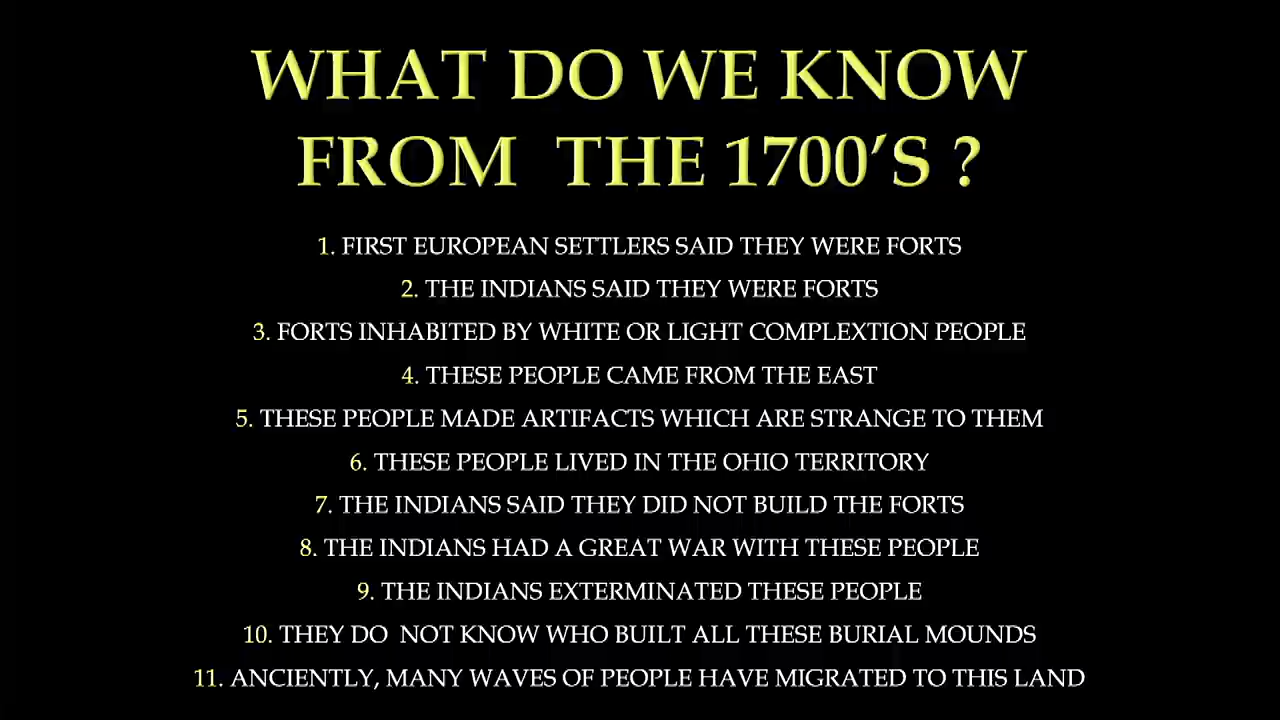 WHAT DO WE KNOW
FROM THE 1700'S ?
1. FIRST EUROPEAN SETTLERS SAID THEY WERE FORTS
2. THE INDIANS SAID THEY WERE FORTS
3. FORTS INHABITED BY WHITE OR LIGHT COMPLEXTION PEOPLE
4. THESE PEOPLE CAME FROM THE EAST
5. THESE PEOPLE MADE ARTIFACTS WHICH ARE STRANGE TO THEM
6. THESE PEOPLE LIVED IN THE OHIO TERRITORY
7. THE INDIANS SAID THEY DID NOT BUILD THE FORTS
8. THE INDIANS HAD A GREAT WAR WITH THESE PEOPLE
9. THE INDIANS EXTERMINATED THESE PEOPLE
10. THEY DO NOT KNOW WHO BUILT ALL THESE BURIAL MOUNDS
11. ANCIENTLY, MANY WAVES OF PEOPLE HAVE MIGRATED TO THIS LAND